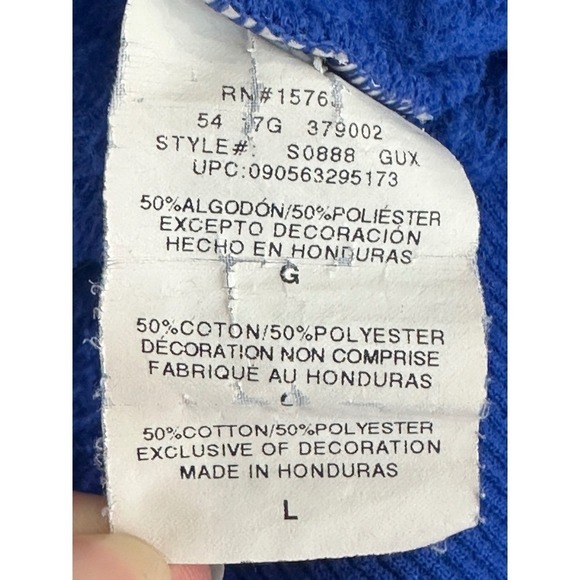 RN#1576
54 7G 379002
STYLE#: S0888 GUX
UPC:090563295173
50%ALGODÓN/50%POLIÉSTER
EXCEPTO DECORACIÓN
HECHO EN HONDURAS
G
50%COTON/50%POLYESTER
DÉCORATION NON COMPRISE
FABRIQUÉ AU HONDURAS
50%COTTON/50%POLYESTER
EXCLUSIVE OF DECORATION
MADE IN HONDURAS
L